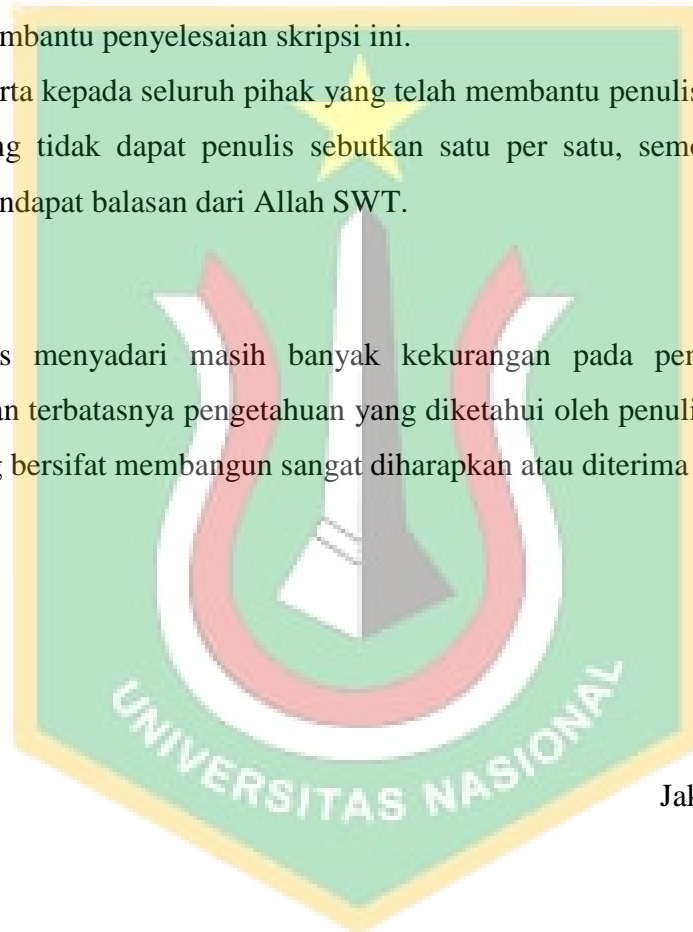 mbantu penyelesaian skripsi ini.
rta kepada seluruh pihak yang telah membantu penulis
ng tidak dapat penulis sebutkan satu per satu, sem
ndapat balasan dari Allah SWT.
s menyadari masih banyak kekurangan pada pen
an terbatasnya pengetahuan yang diketahui oleh penuli
g bersifat membangun sangat diharapkan atau diterima
UNIVERSITAS NASIONAL
Jak